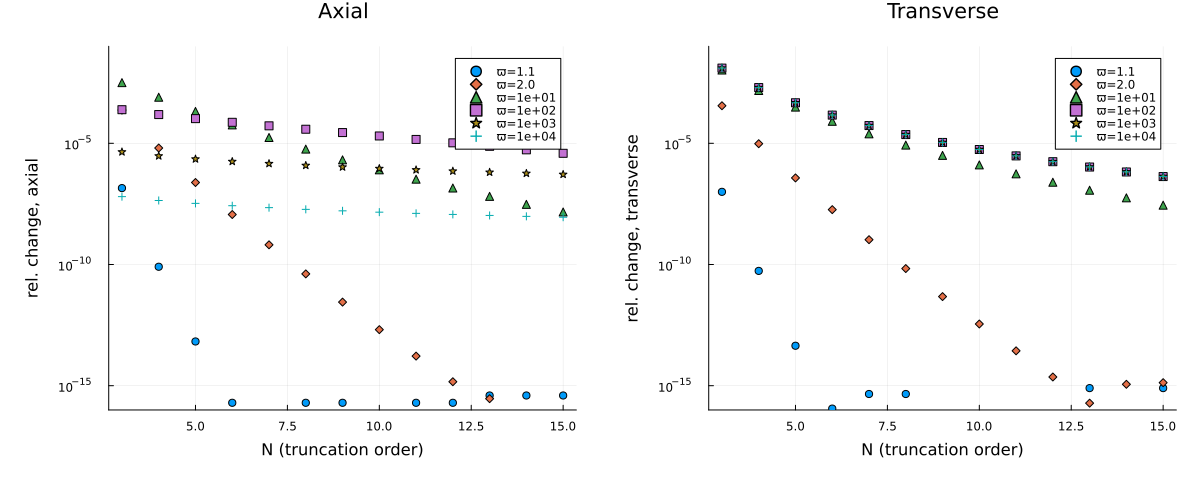 Axial
rel. change, axial
10⁻⁵
10⁻¹⁰
10⁻¹⁵
ϖ=1.1
ϖ=2.0
ϖ=1e+01
ϖ=1e+02
ϖ=1e+03
ϖ=1e+04
5.0 7.5 10.0 12.5 15.0
N (truncation order)
Transverse
rel. change, transverse
10⁻⁵
10⁻¹⁰
10⁻¹⁵
ϖ=1.1
ϖ=2.0
ϖ=1e+01
ϖ=1e+02
ϖ=1e+03
ϖ=1e+04
5.0 7.5 10.0 12.5 15.0
N (truncation order)